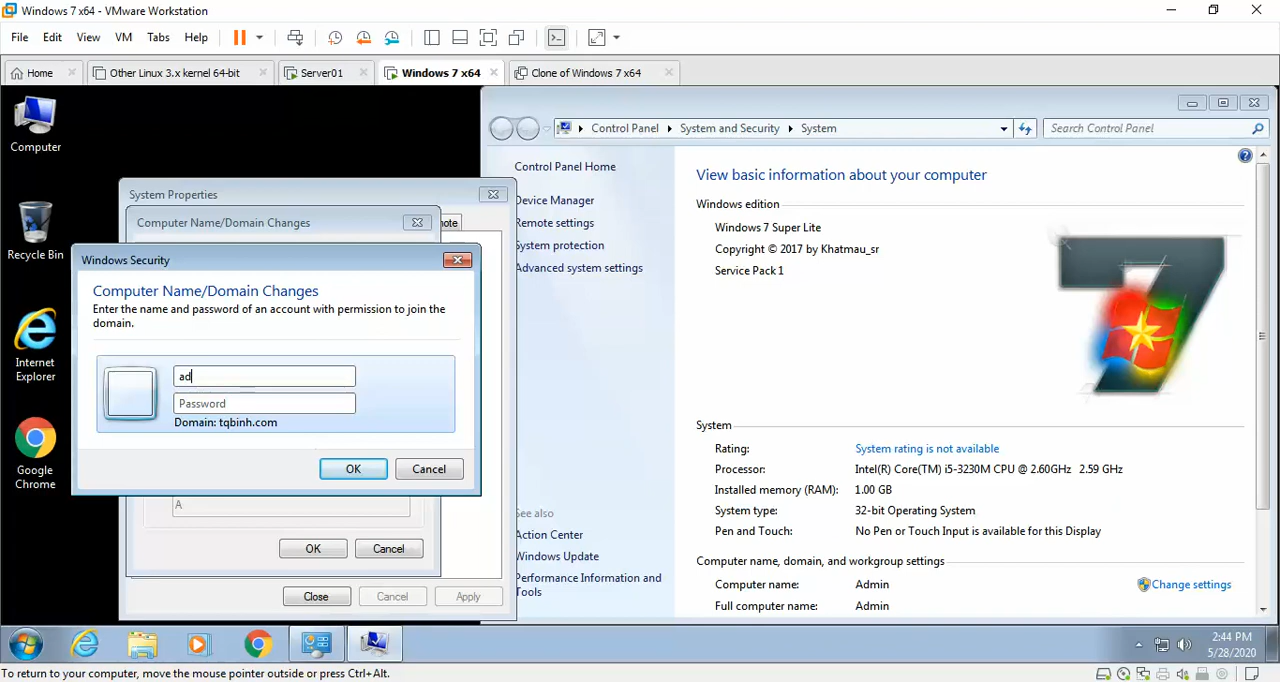 Windows 7 x64 - VMware Workstation
File Edit View VM Tabs Help
Home Other Linux 3.x kernel 64-bit Server01 Windows 7 x64 Clone of Windows 7 x64
Computer
Recycle Bin
Internet
Explorer
Google
Chrome
Control Panel System and Security System
Search Control Panel
Control Panel Home
Device Manager
Remote settings
System protection
Advanced system settings
See also
Action Center
Windows Update
Performance Information and
Tools
View basic information about your computer
Windows edition
Windows 7 Super Lite
Copyright © 2017 by Khatmau_sr
Service Pack 1
System
Rating: System rating is not available
Processor: Intel(R) Core(TM) i5-3230M CPU @ 2.60GHz 2.59 GHz
Installed memory (RAM): 1.00 GB
System type: 32-bit Operating System
Pen and Touch: No Pen or Touch Input is available for this Display
Computer name, domain, and workgroup settings
Computer name: Admin Change settings
Full computer name: Admin
System Properties
Computer Name/Domain Changes
note
Windows Security
Computer Name/Domain Changes
Enter the name and password of an account with permission to join the
domain.
ad
Password
Domain: tqbinh.com
OK Cancel
A
OK Cancel
Close Cancel Apply
2:44 PM
5/28/2020
To return to your computer, move the mouse pointer outside or press Ctrl+Alt.